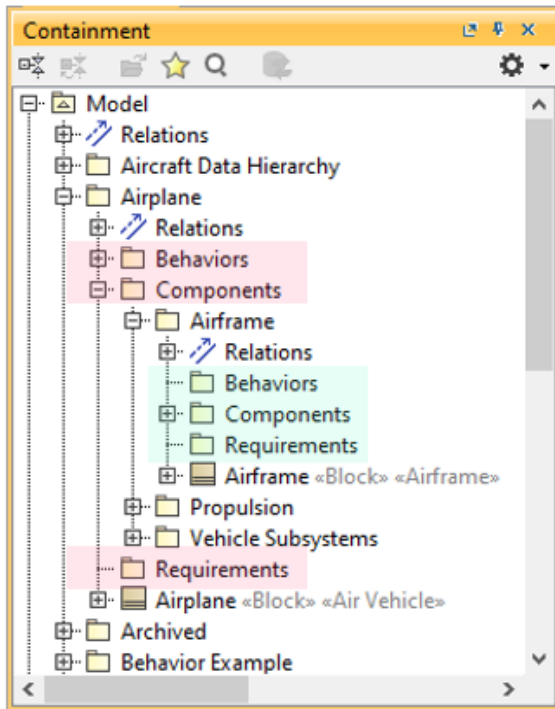 Containment
Model
Relations
Aircraft Data Hierarchy
Airplane
Relations
Behaviors
Components
Airframe
Relations
Behaviors
Components
Requirements
Airframe «Block» «Airframe»
Propulsion
Vehicle Subsystems
Requirements
Airplane «Block» «Air Vehicle»
Archived
Behavior Example